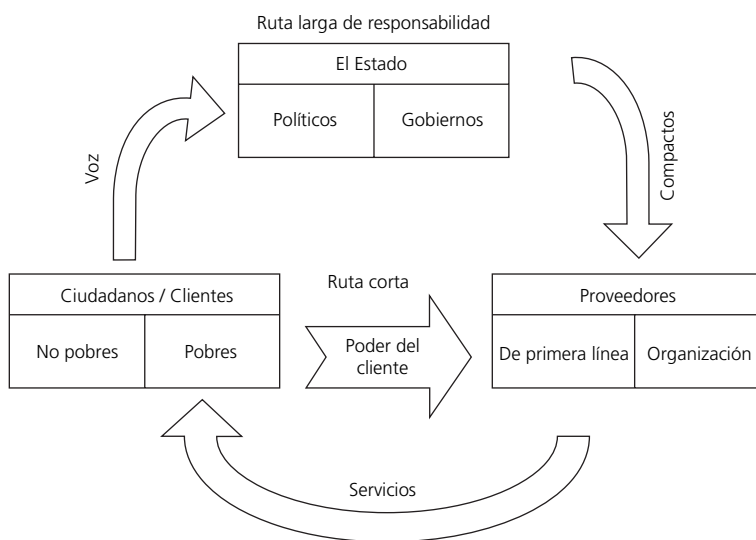 Ruta larga de responsabilidad
El Estado
Políticos
Gobiernos
Voz
Compactos
Ciudadanos / Clientes
No pobres
Pobres
Ruta corta
Poder del
cliente
Proveedores
De primera línea
Organización
Servicios